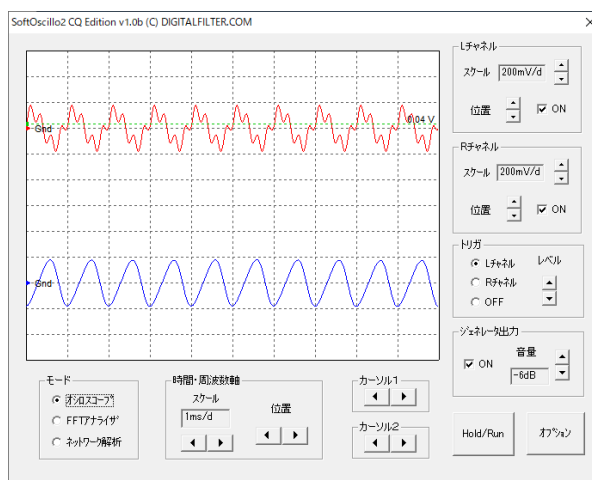 SoftOscillo2 CQ Edition v1.0b (C) DIGITALFILTER.COM
Gnd
0.04 V
Gnd
Lチャネル
スケール 200mV/d
位置 ON
Rチャネル
スケール 200mV/d
位置 ON
トリガ
Lチャネル レベル
Rチャネル
OFF
ジェネレータ出力
ON 音量
-6dB
モード
オシロスコープ
FFTアナライザ
ネットワーク解析
時間・周波数軸
スケール
1ms/d
位置
カーソル1
カーソル2
Hold/Run
オプション